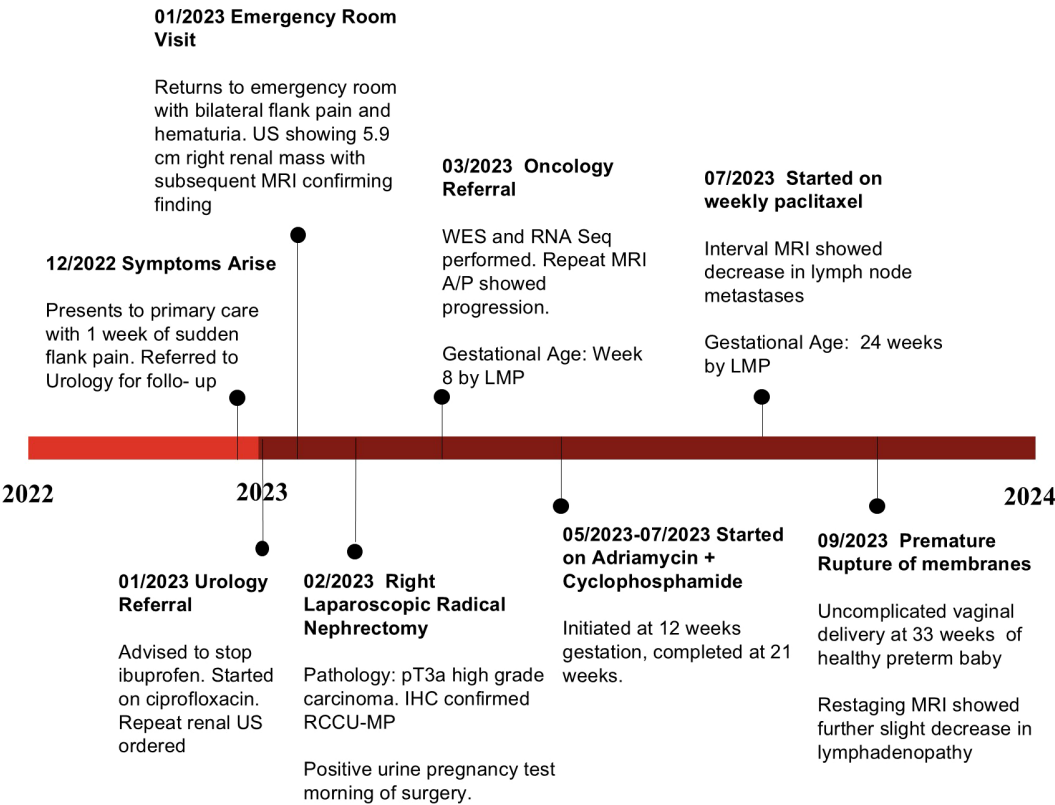 01/2023 Emergency Room
Visit
Returns to emergency room
with bilateral flank pain and
hematuria. US showing 5.9
cm right renal mass with
subsequent MRI confirming
finding
12/2022 Symptoms Arise
Presents to primary care
with 1 week of sudden
flank pain. Referred to
Urology for follo- up
03/2023 Oncology
Referral
WES and RNA Seq
performed. Repeat MRI
A/P showed
progression.
Gestational Age: Week
8 by LMP
07/2023 Started on
weekly paclitaxel
Interval MRI showed
decrease in lymph node
metastases
Gestational Age: 24 weeks
by LMP
2022
2023
2024
01/2023 Urology
Referral
Advised to stop
ibuprofen. Started
on ciprofloxacin.
Repeat renal US
ordered
02/2023 Right
Laparoscopic Radical
Nephrectomy
Pathology: pT3a high grade
carcinoma. IHC confirmed
RCCU-MP
Positive urine pregnancy test
morning of surgery.
05/2023-07/2023 Started
on Adriamycin +
Cyclophosphamide
Initiated at 12 weeks
gestation, completed at 21
weeks.
09/2023 Premature
Rupture of membranes
Uncomplicated vaginal
delivery at 33 weeks of
healthy preterm baby
Restaging MRI showed
further slight decrease in
lymphadenopathy